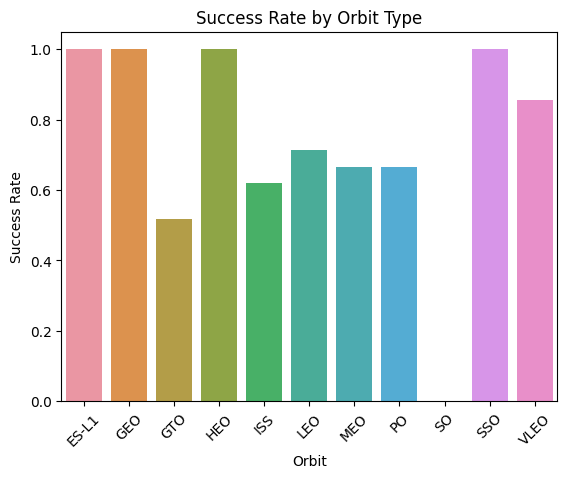 Success Rate by Orbit Type
Success Rate
1.0
0.8
0.6
0.4
0.2
0.0
ES-L1
GEO
GTO
HEO
ISS
LEO
MEO
PO
SO
SSO
VLEO
Orbit